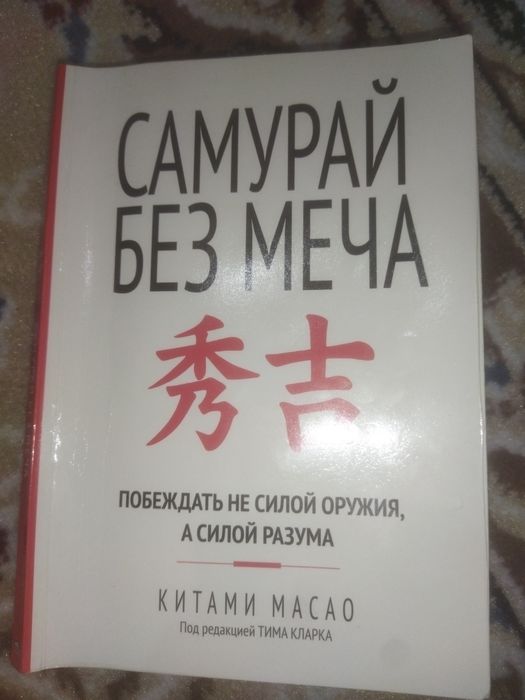 САМУРАЙ
БЕЗ МЕЧА
秀吉
ПОБЕЖДАТЬ НЕ СИЛОЙ ОРУЖИЯ,
А СИЛОЙ РАЗУМА
КИТАМИ МАСАО
Под редакцией ТИМА КЛАРКА